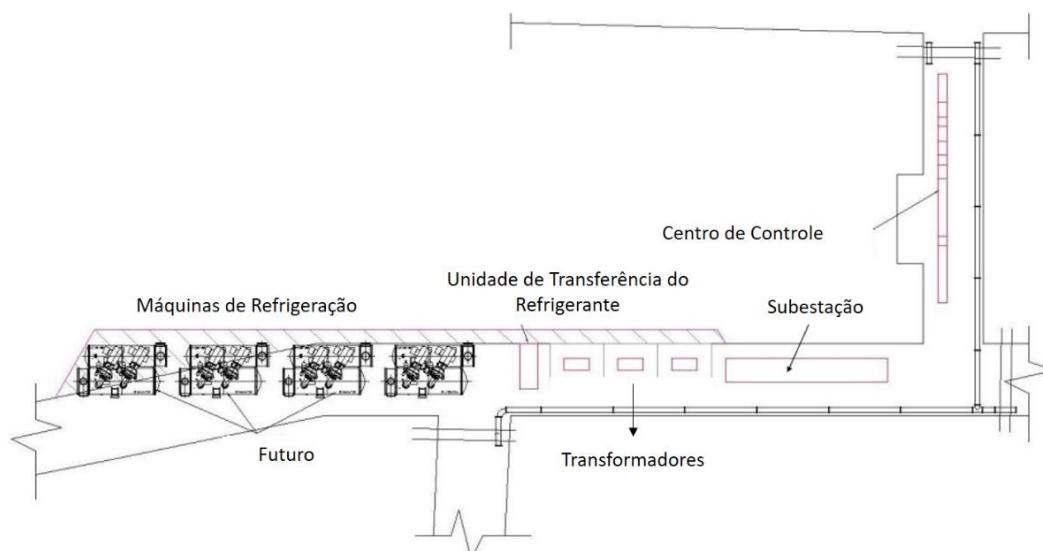 Centro de Controle
Unidade de Transferência do
Refrigerante
Máquinas de Refrigeração
Subestação
Futuro
Transformadores